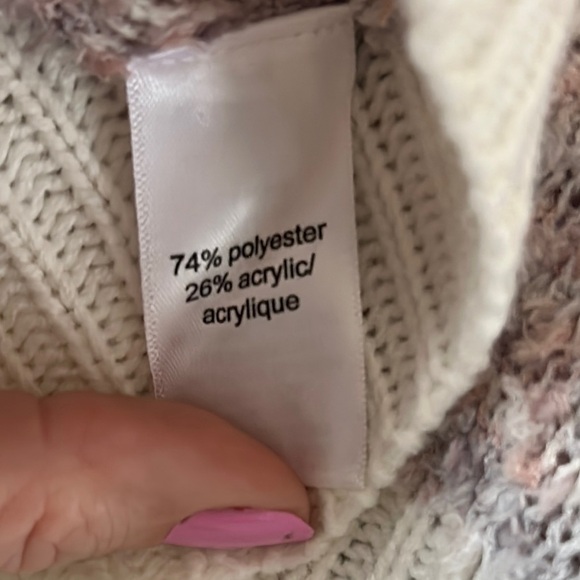 74% polyester
26% acrylic/
acrylique